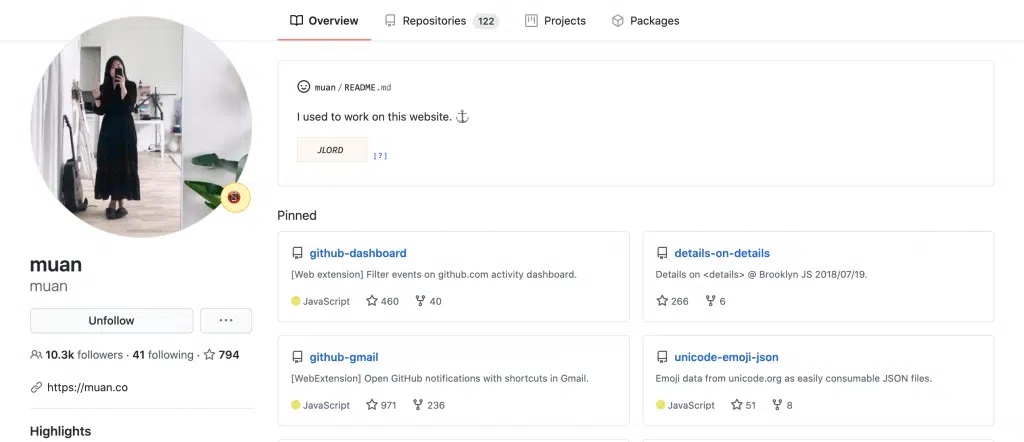 Overview
Repositories 122
Projects
Packages
muan/README.md
I used to work on this website. ⚓
JLORD
[?]
muan
muan
Unfollow
...
10.3k followers · 41 following · 794
https://muan.co
Highlights
Pinned
github-dashboard
[Web extension] Filter events on github.com activity dashboard.
JavaScript 460 40
details-on-details
Details on <details> @ Brooklyn JS 2018/07/19.
266 6
github-gmail
[WebExtension] Open GitHub notifications with shortcuts in Gmail.
JavaScript 971 236
unicode-emoji-json
Emoji data from unicode.org as easily consumable JSON files.
JavaScript 51 8